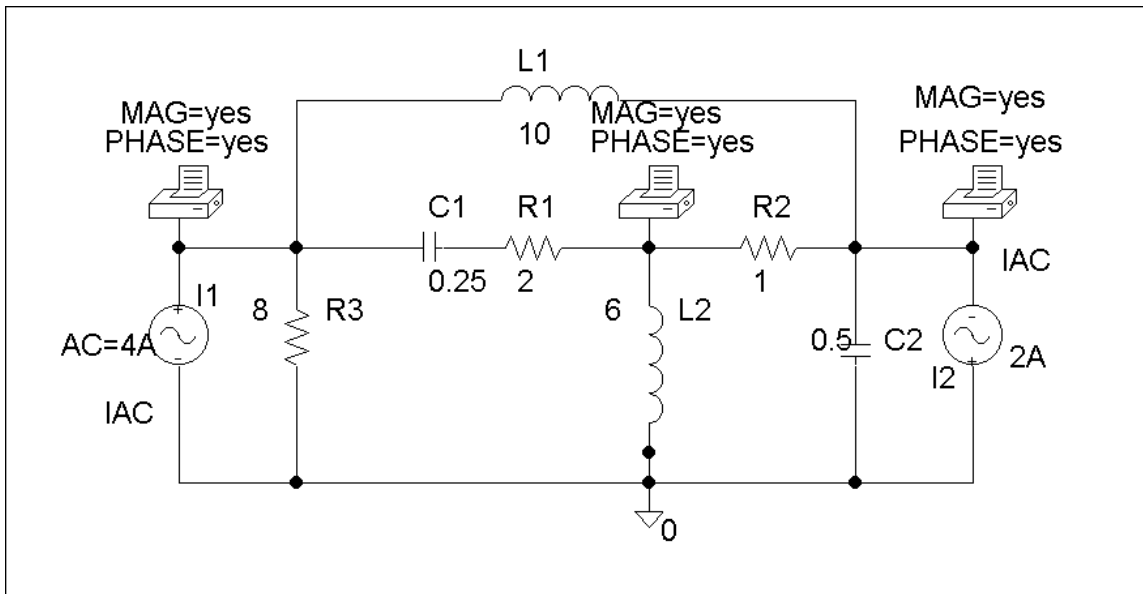 L1
MAG=yes
PHASE=yes
10
MAG=yes
PHASE=yes
MAG=yes
PHASE=yes
C1
R1
R2
0.25
2
1
IAC
I1
8
R3
6
L2
AC=4A
0.5
C2
I2
2A
IAC
0
+
-
-
+